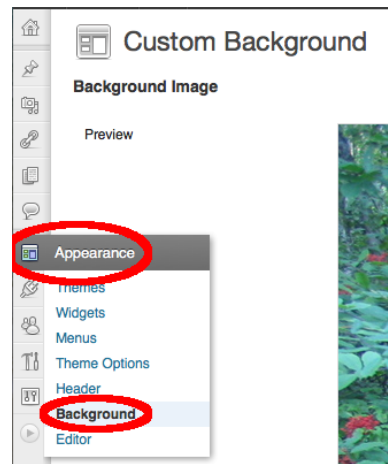 Custom Background
Background Image
Preview
Appearance
Themes
Widgets
Menus
Theme Options
Header
Background
Editor